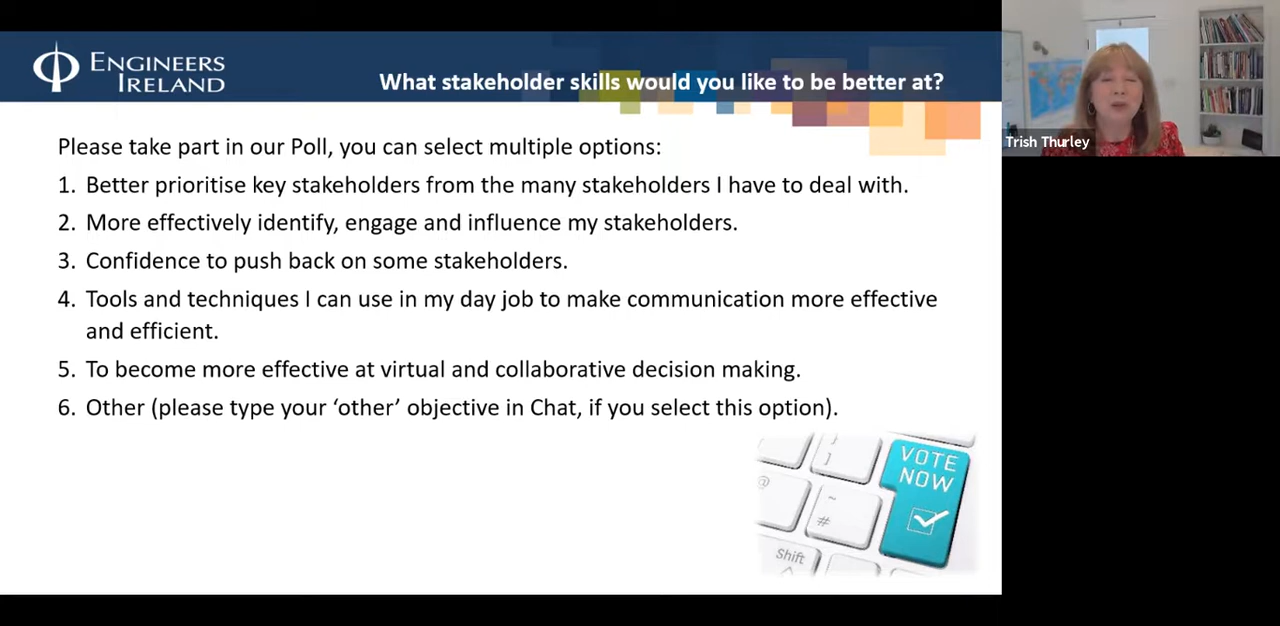 ENGINEERS
IRELAND
What stakeholder skills would you like to be better at?
Please take part in our Poll, you can select multiple options:
1. Better prioritise key stakeholders from the many stakeholders I have to deal with.
2. More effectively identify, engage and influence my stakeholders.
3. Confidence to push back on some stakeholders.
4. Tools and techniques I can use in my day job to make communication more effective
and efficient.
5. To become more effective at virtual and collaborative decision making.
6. Other (please type your ‘other’ objective in Chat, if you select this option).
VOTE
NOW
}
]
@
~
#
Shift
Trish Thurley